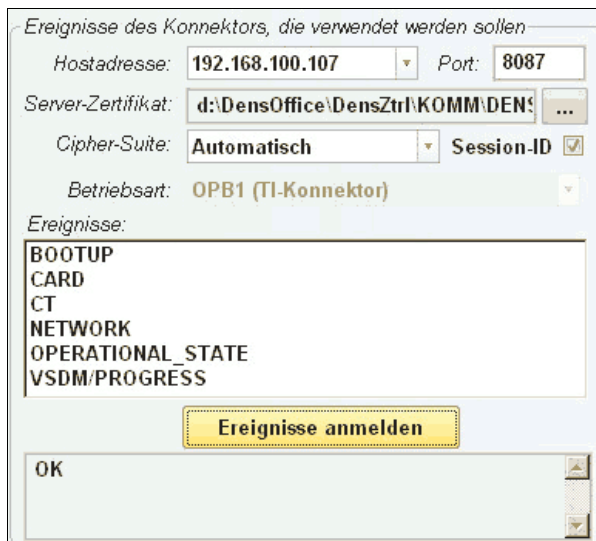 Ereignisse des Konnektors, die verwendet werden sollen
Hostadresse: 192.168.100.107 Port: 8087
Server-Zertifikat: d:\DensOffice\DensZtrl\KOMM\DENS ...
Cipher-Suite: Automatisch Session-ID
Betriebsart: OPB1 (TI-Konnektor)
Ereignisse:
BOOTUP
CARD
CT
NETWORK
OPERATIONAL_STATE
VSDM/PROGRESS
Ereignisse anmelden
OK